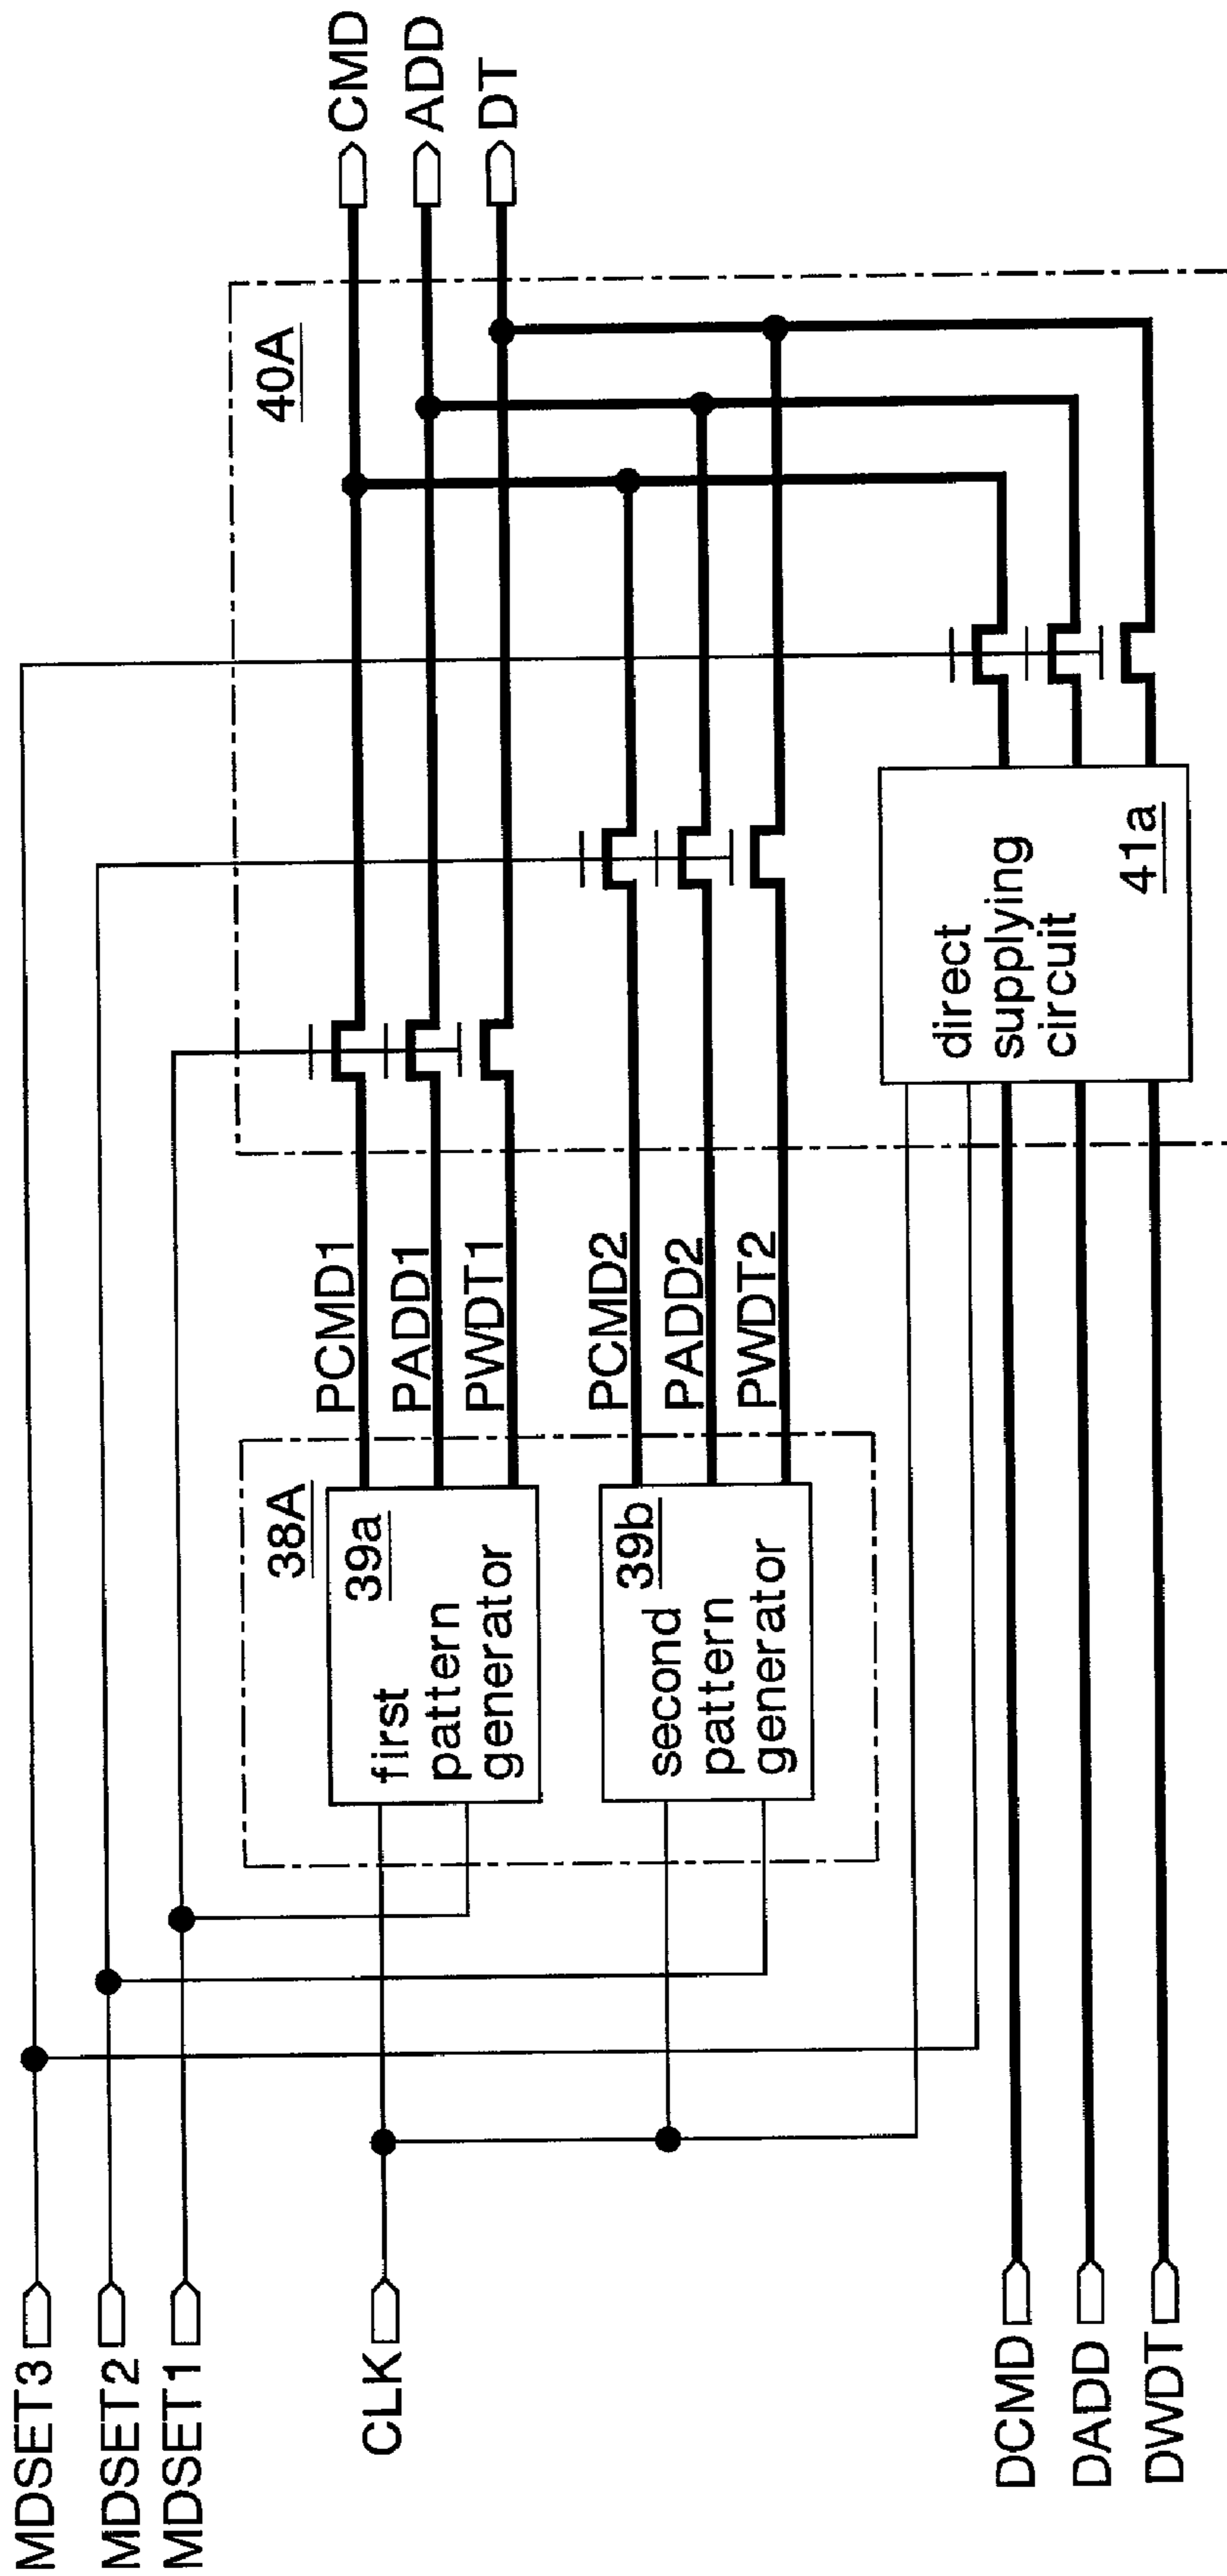 MDSET3
MDSET2
MDSET1
CLK
DCMD
DADD
DWDT
38A
39a
first
pattern
generator
39b
second
pattern
generator
PCMD1
PADD1
PWDT1
PCMD2
PADD2
PWDT2
40A
direct
supplying
circuit
41a
CMD
ADD
DT